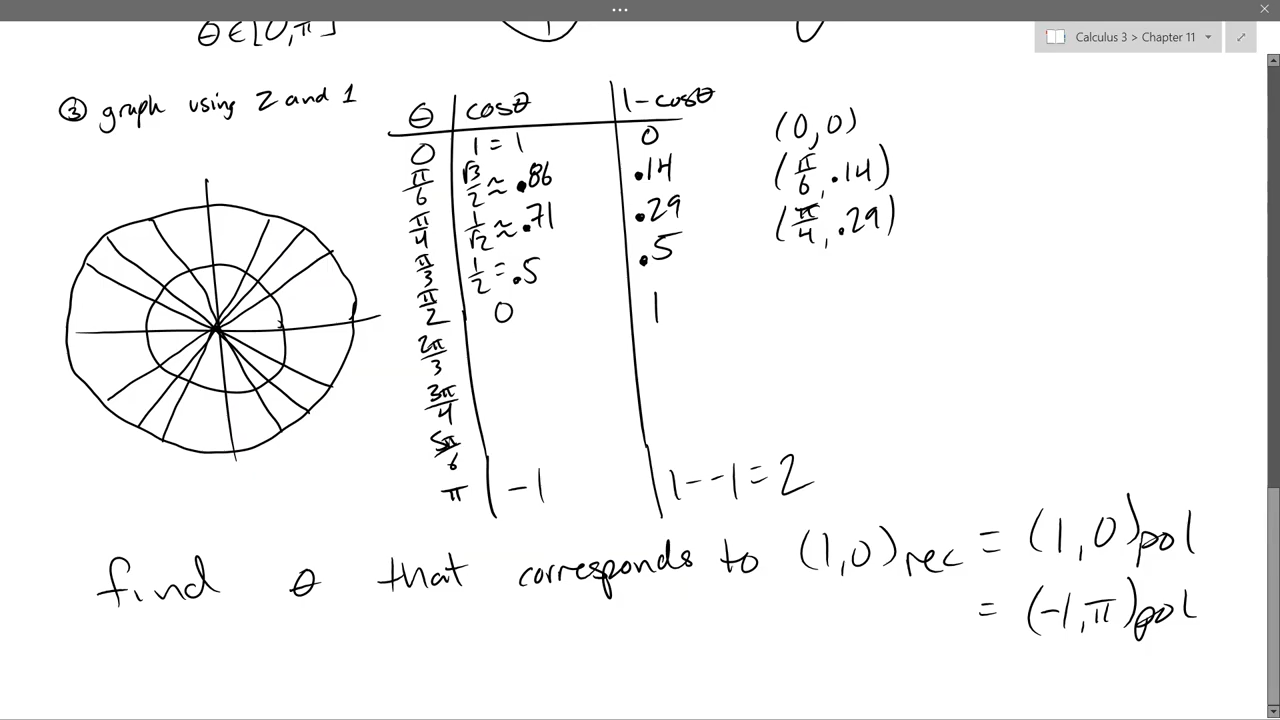 Calculus 3 > Chapter 11
θ ∈ [0, π]
③ graph using 2 and 1
θ | cosθ | 1-cosθ
0 | 1 = 1 | 0 (0,0)
π/6 | √3/2 ≈ .86 | .14 (π/6, .14)
π/4 | 1/√2 ≈ .71 | .29 (π/4, .29)
π/3 | 1/2 = .5 | .5
π/2 | 0 | 1
2π/3
3π/4
5π/6
π | -1 | 1--1=2
find θ that corresponds to (1,0)rec = (1,0)pol
= (-1,π)pol